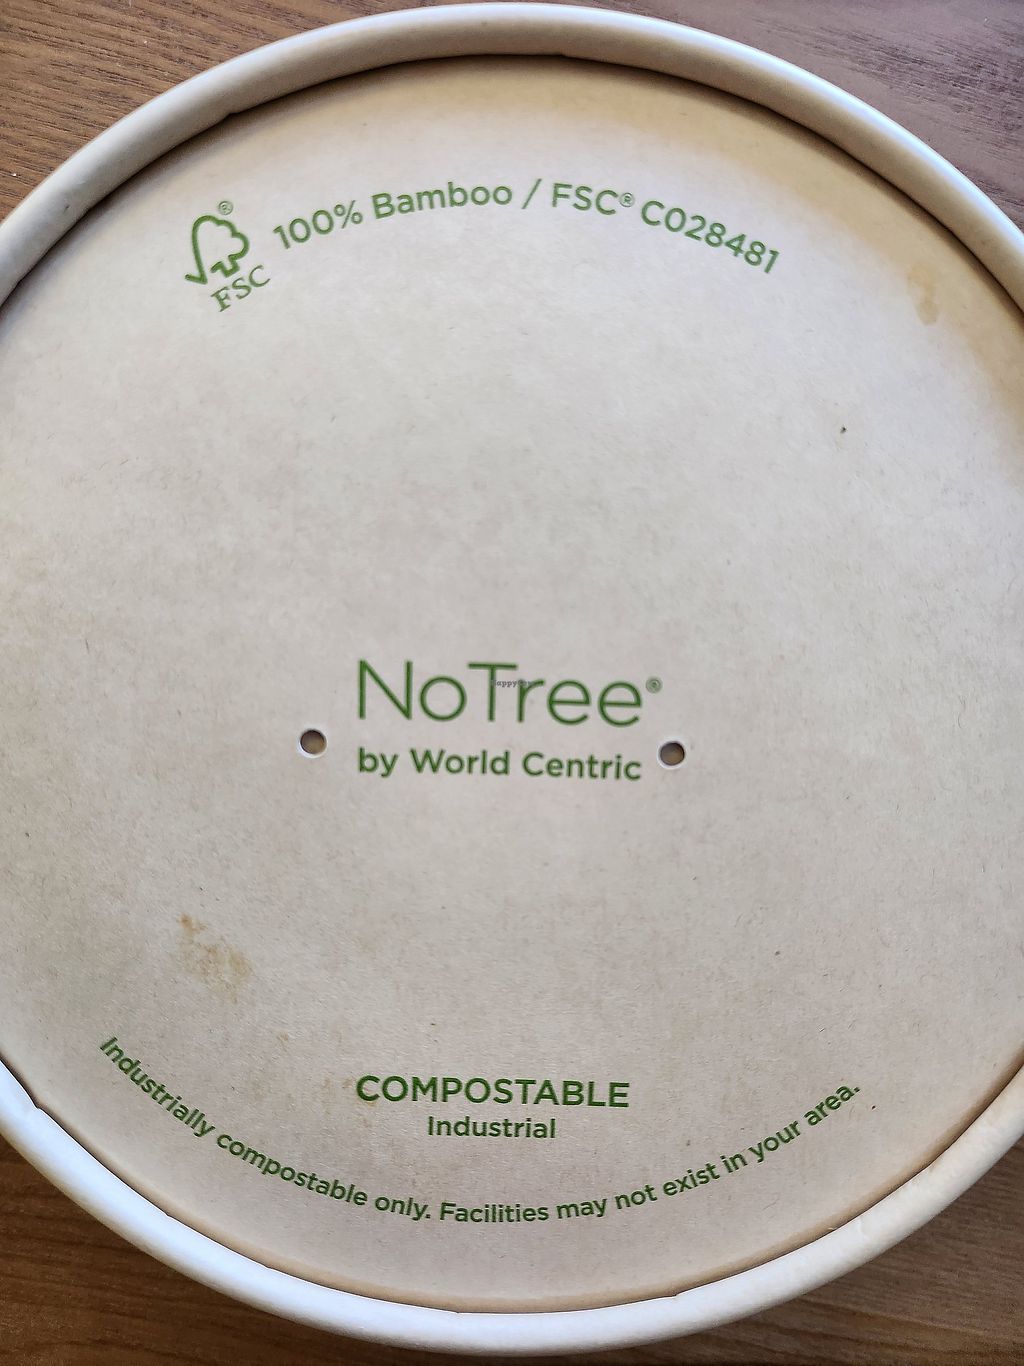 100% Bamboo / FSC® C028481
®
FSC
NoTree®
by World Centric
COMPOSTABLE
Industrial
Industrially compostable only. Facilities may not exist in your area.